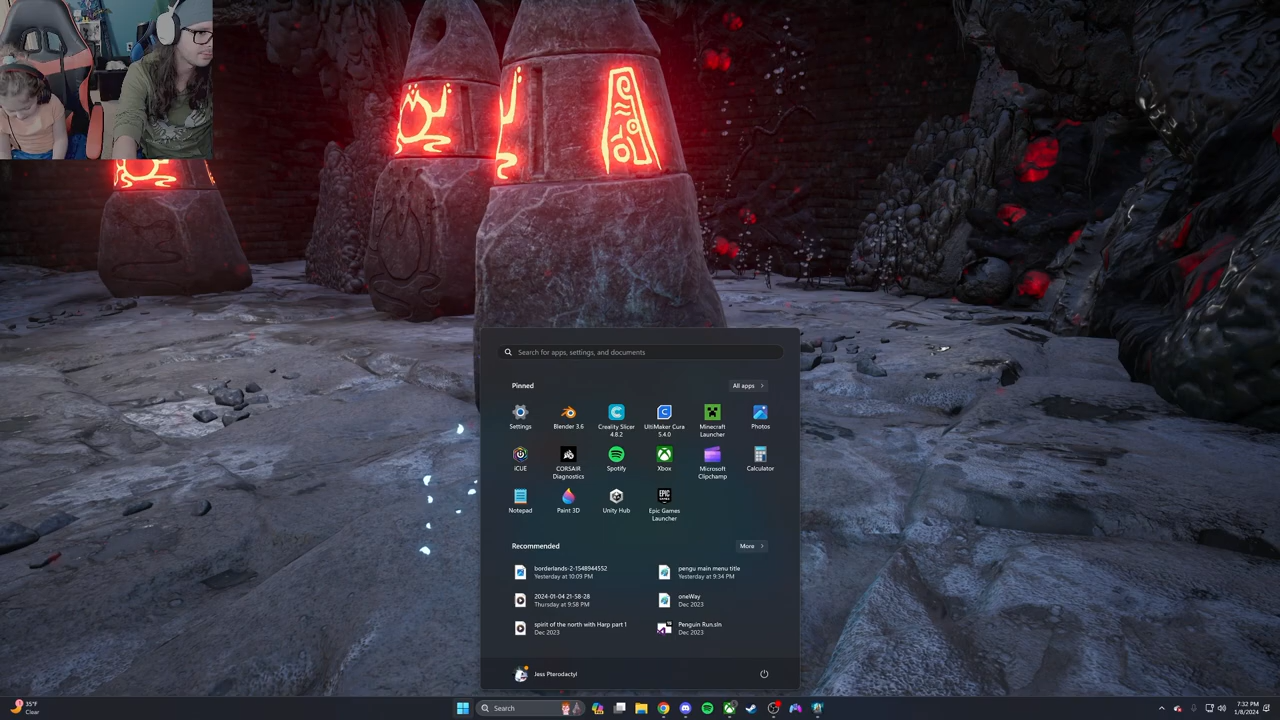 Search for apps, settings, and documents
Pinned
All apps
Settings
Blender 3.6
Creality Slicer
4.8.2
UltiMaker Cura
5.4.0
Minecraft
Launcher
Photos
iCUE
CORSAIR
Diagnostics
Spotify
Xbox
Microsoft
Clipchamp
Calculator
Notepad
Paint 3D
Unity Hub
EPIC
GAMES
Epic Games
Launcher
Recommended
More
borderlands-2-1548944552
Yesterday at 10:09 PM
pengu main menu title
Yesterday at 9:34 PM
2024-01-04 21-58-28
Thursday at 9:58 PM
oneWay
Dec 2023
spirit of the north with Harp part 1
Dec 2023
Penguin Run.sln
Dec 2023
Jess Pterodactyl
35°F
Clear
Search
7:32 PM
1/8/2024